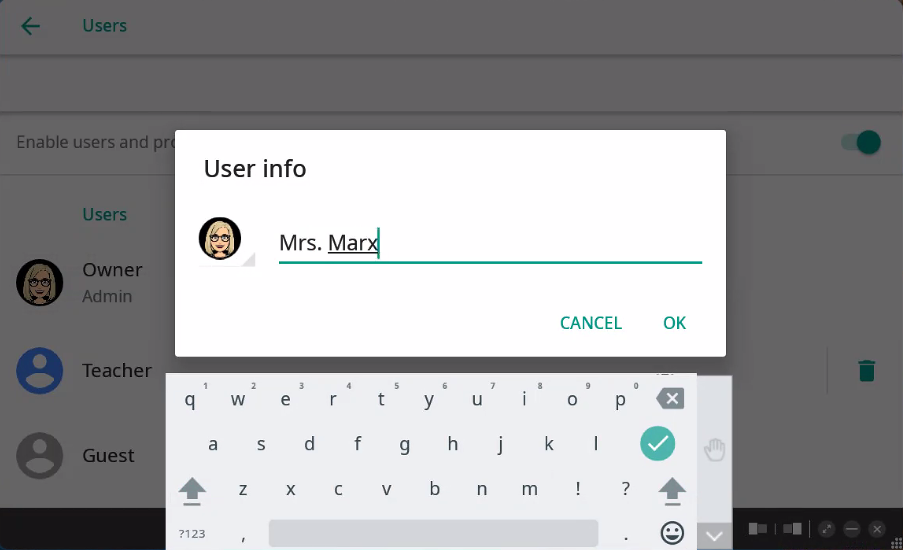 Users
Enable users and pro
User info
Users
Mrs. Marx
Owner
Admin
CANCEL OK
Teacher
q 1 w 2 e 3 r 4 t 5 y 6 u 7 i 8 o 9 p 0
a s d f g h j k l
Guest
z x c v b n m ! ?
?123 , .